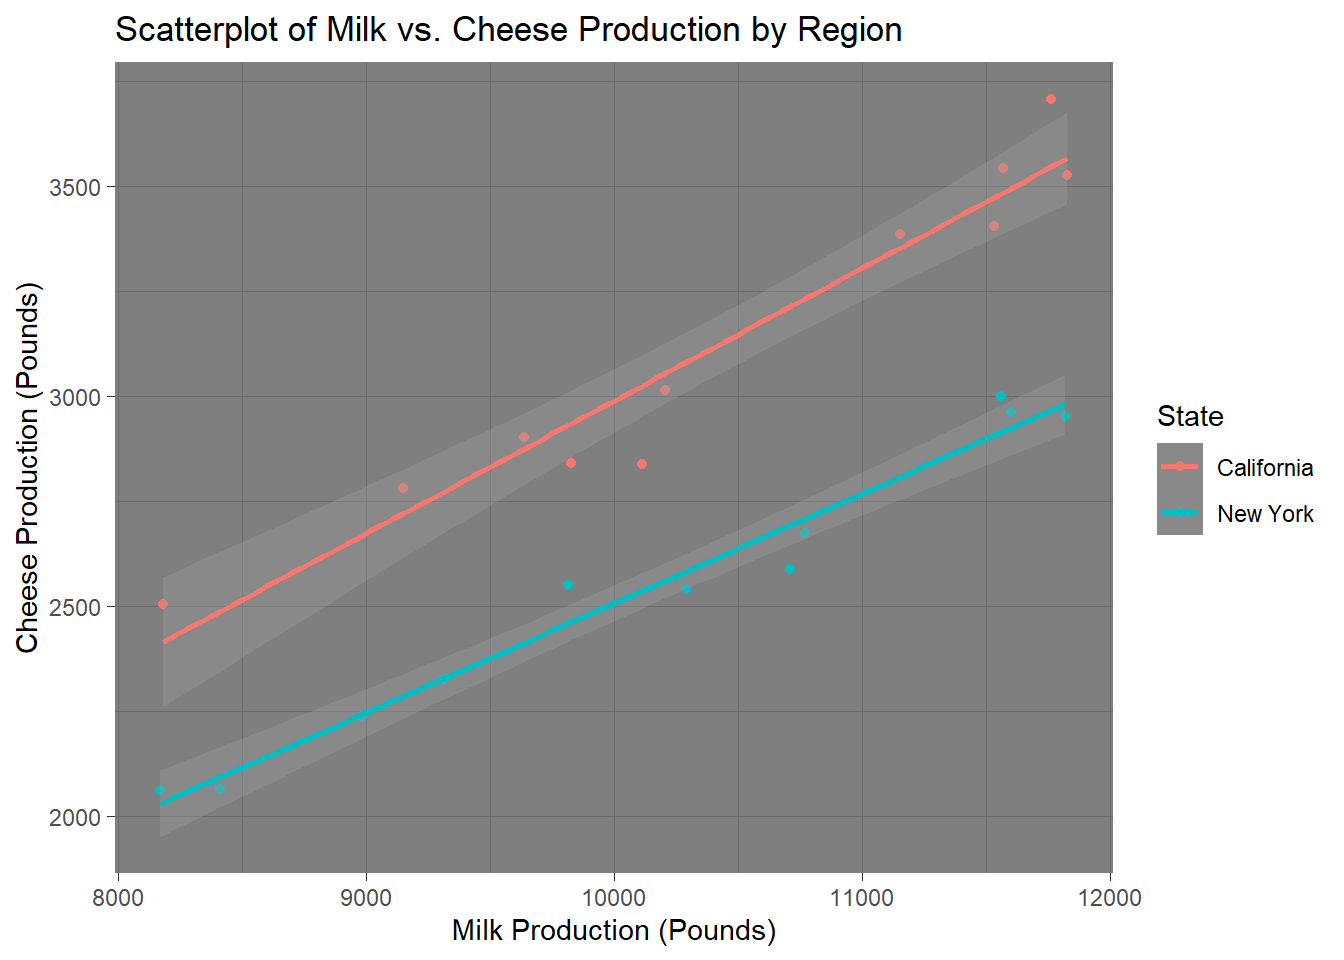 Scatterplot of Milk vs. Cheese Production by Region
Cheese Production (Pounds)
3500
3000
2500
2000
8000 9000 10000 11000 12000
Milk Production (Pounds)
State
California
New York